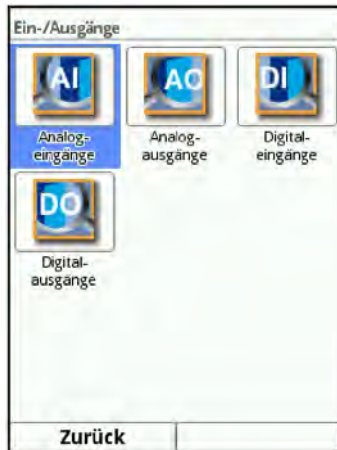 Ein-/Ausgänge
AI
AO
DI
Analog-
eingänge
Analog-
ausgänge
Digital-
eingänge
DO
Digital-
ausgänge
Zurück